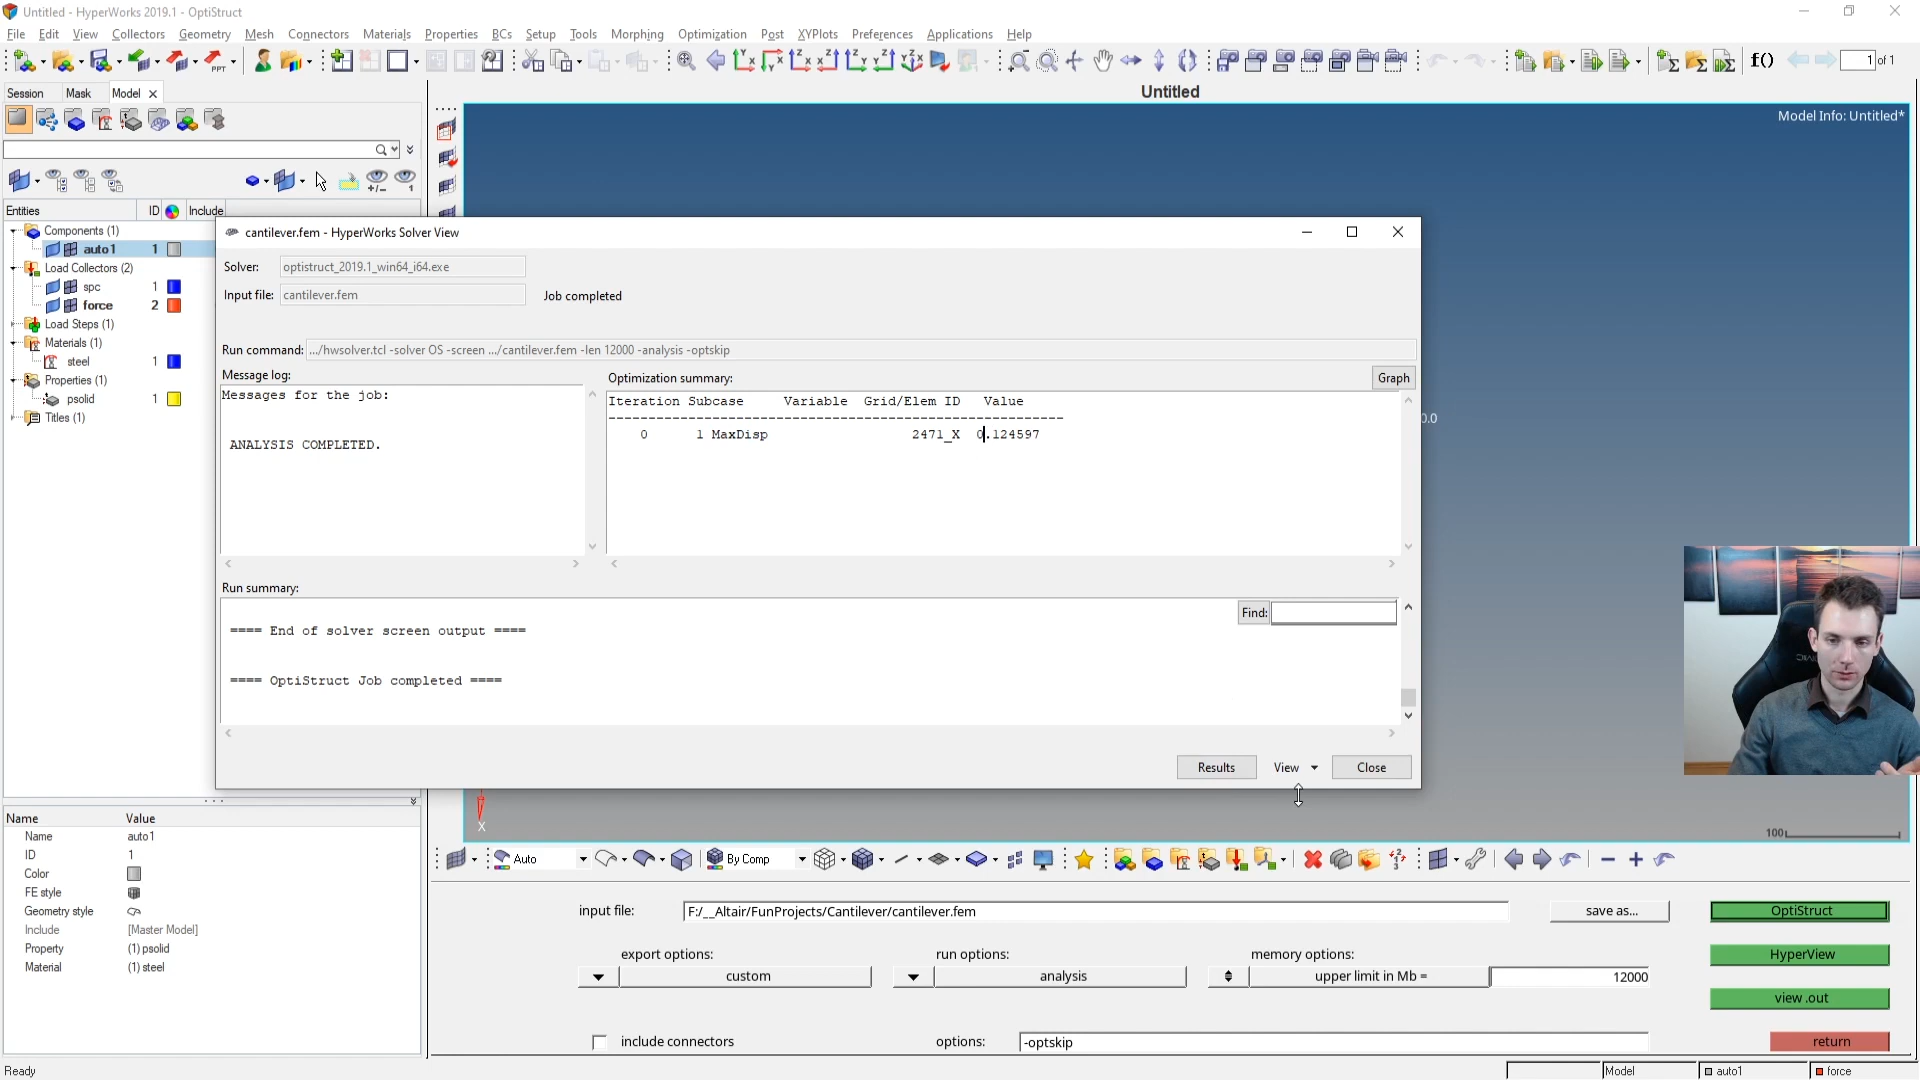 Untitled - HyperWorks 2019.1 - OptiStruct
File Edit View Collectors Geometry Mesh Connectors Materials Properties BCs Setup Tools Morphing Optimization Post XYPlots Preferences Applications Help
f() 1 of 1
Session Mask Model
Untitled
Model Info: Untitled*
Entities ID Include
Components (1)
auto1 1
Load Collectors (2)
spc 1
force 2
Load Steps (1)
Materials (1)
steel 1
Properties (1)
psolid 1
Titles (1)
cantilever.fem - HyperWorks Solver View
Solver: optistruct_2019.1_win64_i64.exe
Input file: cantilever.fem Job completed
Run command: .../hwsolver.tcl -solver OS -screen .../cantilever.fem -len 12000 -analysis -optskip
Message log:
Messages for the job:
ANALYSIS COMPLETED.
Optimization summary: Graph
Iteration Subcase Variable Grid/Elem ID Value
0 1 MaxDisp 2471_X 0.124597
Run summary:
Find:
==== End of solver screen output ====
==== OptiStruct Job completed ====
Results View Close
0.0
X
100
Name Value
Name auto1
ID 1
Color
FE style
Geometry style
Include [Master Model]
Property (1) psolid
Material (1) steel
Auto By Comp
input file: F:/__Altair/FunProjects/Cantilever/cantilever.fem save as... OptiStruct
export options: run options: memory options: HyperView
custom analysis upper limit in Mb = 12000
view .out
include connectors options: -optskip return
Ready Model auto1 force